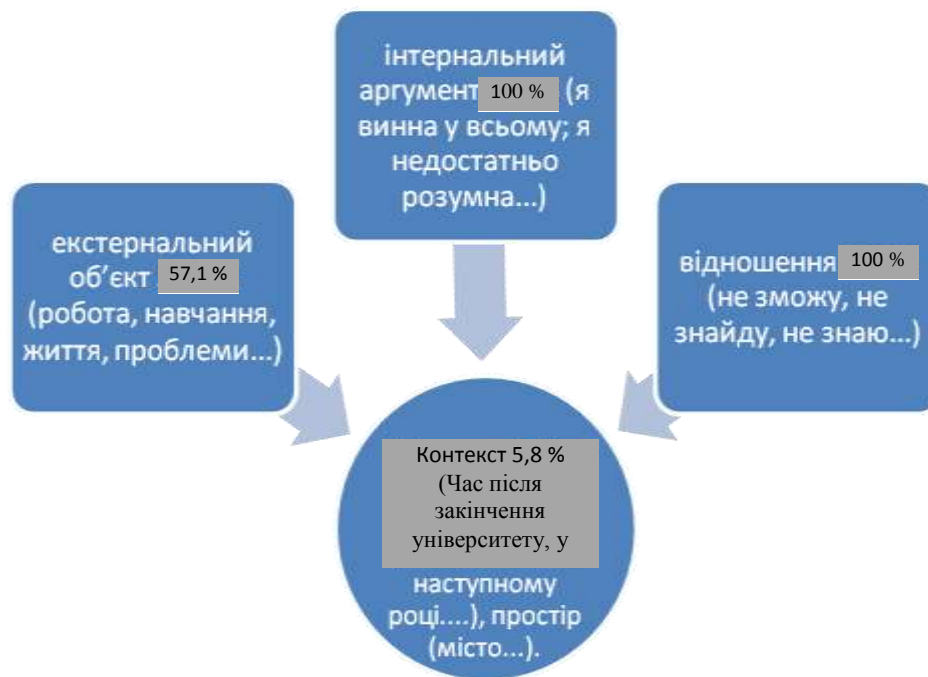 інтернальний
аргумент 100 % (я
винна у всьому; я
недостатньо
розумна...)
екстернальний
об’єкт 57,1 %
(робота, навчання,
життя, проблеми...)
відношення 100 %
(не зможу, не
знайду, не знаю...)
Контекст 5,8 %
(Час після
закінчення
університету, у
наступному
році....), простір
(місто...).